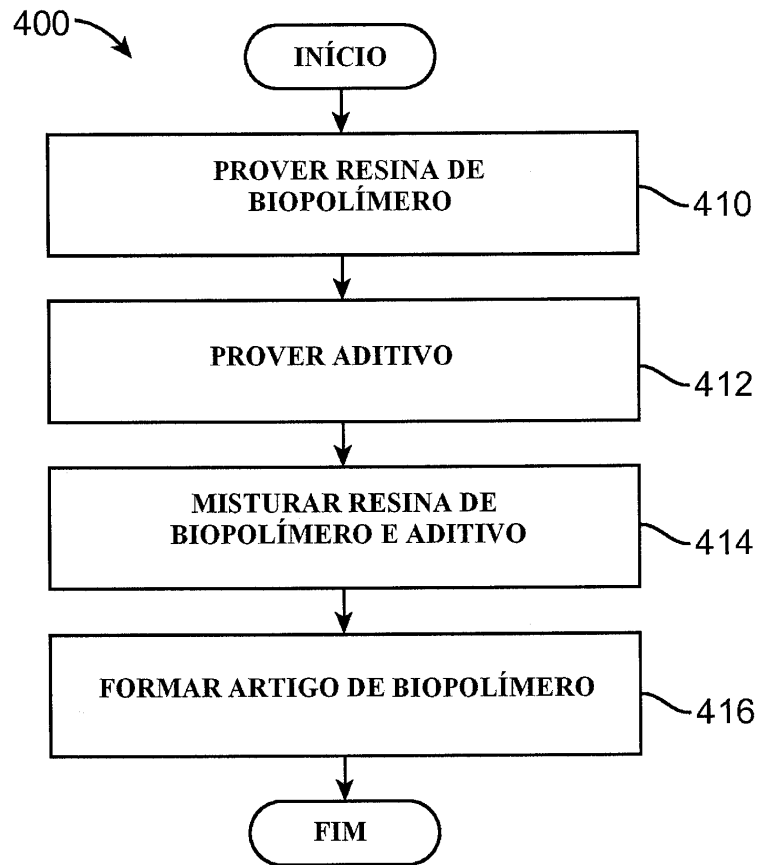 400
INÍCIO
PROVER RESINA DE
BIOPOLÍMERO
410
PROVER ADITIVO
412
MISTURAR RESINA DE
BIOPOLÍMERO E ADITIVO
414
FORMAR ARTIGO DE BIOPOLÍMERO
416
FIM